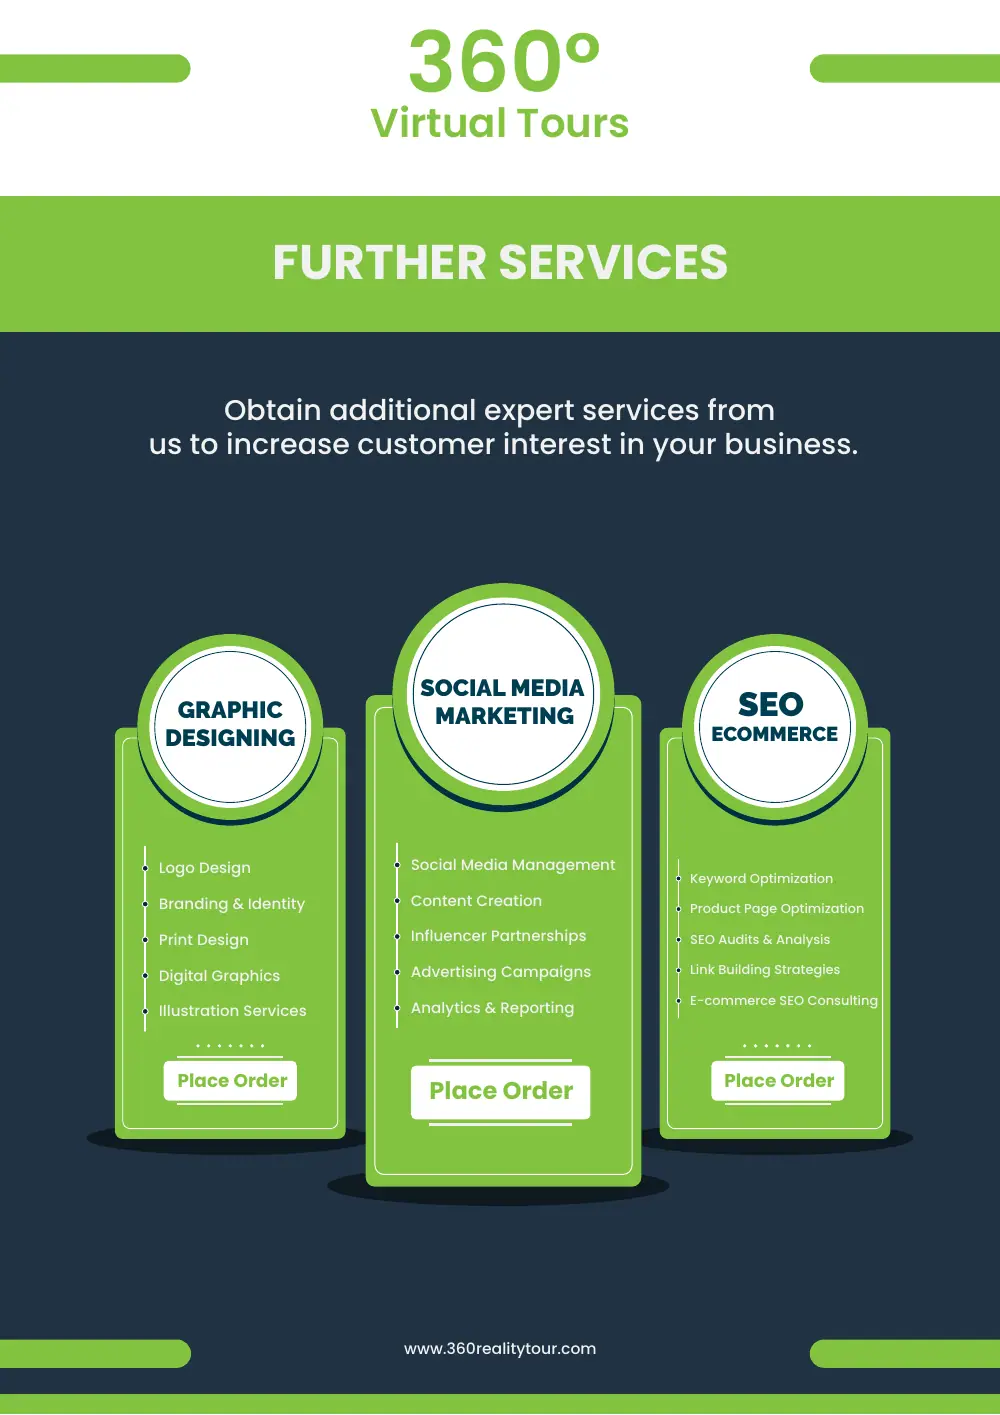 360°
Virtual Tours
FURTHER SERVICES
Obtain additional expert services from
us to increase customer interest in your business.
GRAPHIC
DESIGNING
Logo Design
Branding & Identity
Print Design
Digital Graphics
Illustration Services
Place Order
SOCIAL MEDIA
MARKETING
Social Media Management
Content Creation
Influencer Partnerships
Advertising Campaigns
Analytics & Reporting
Place Order
SEO
ECOMMERCE
Keyword Optimization
Product Page Optimization
SEO Audits & Analysis
Link Building Strategies
E-commerce SEO Consulting
Place Order
www.360realitytour.com